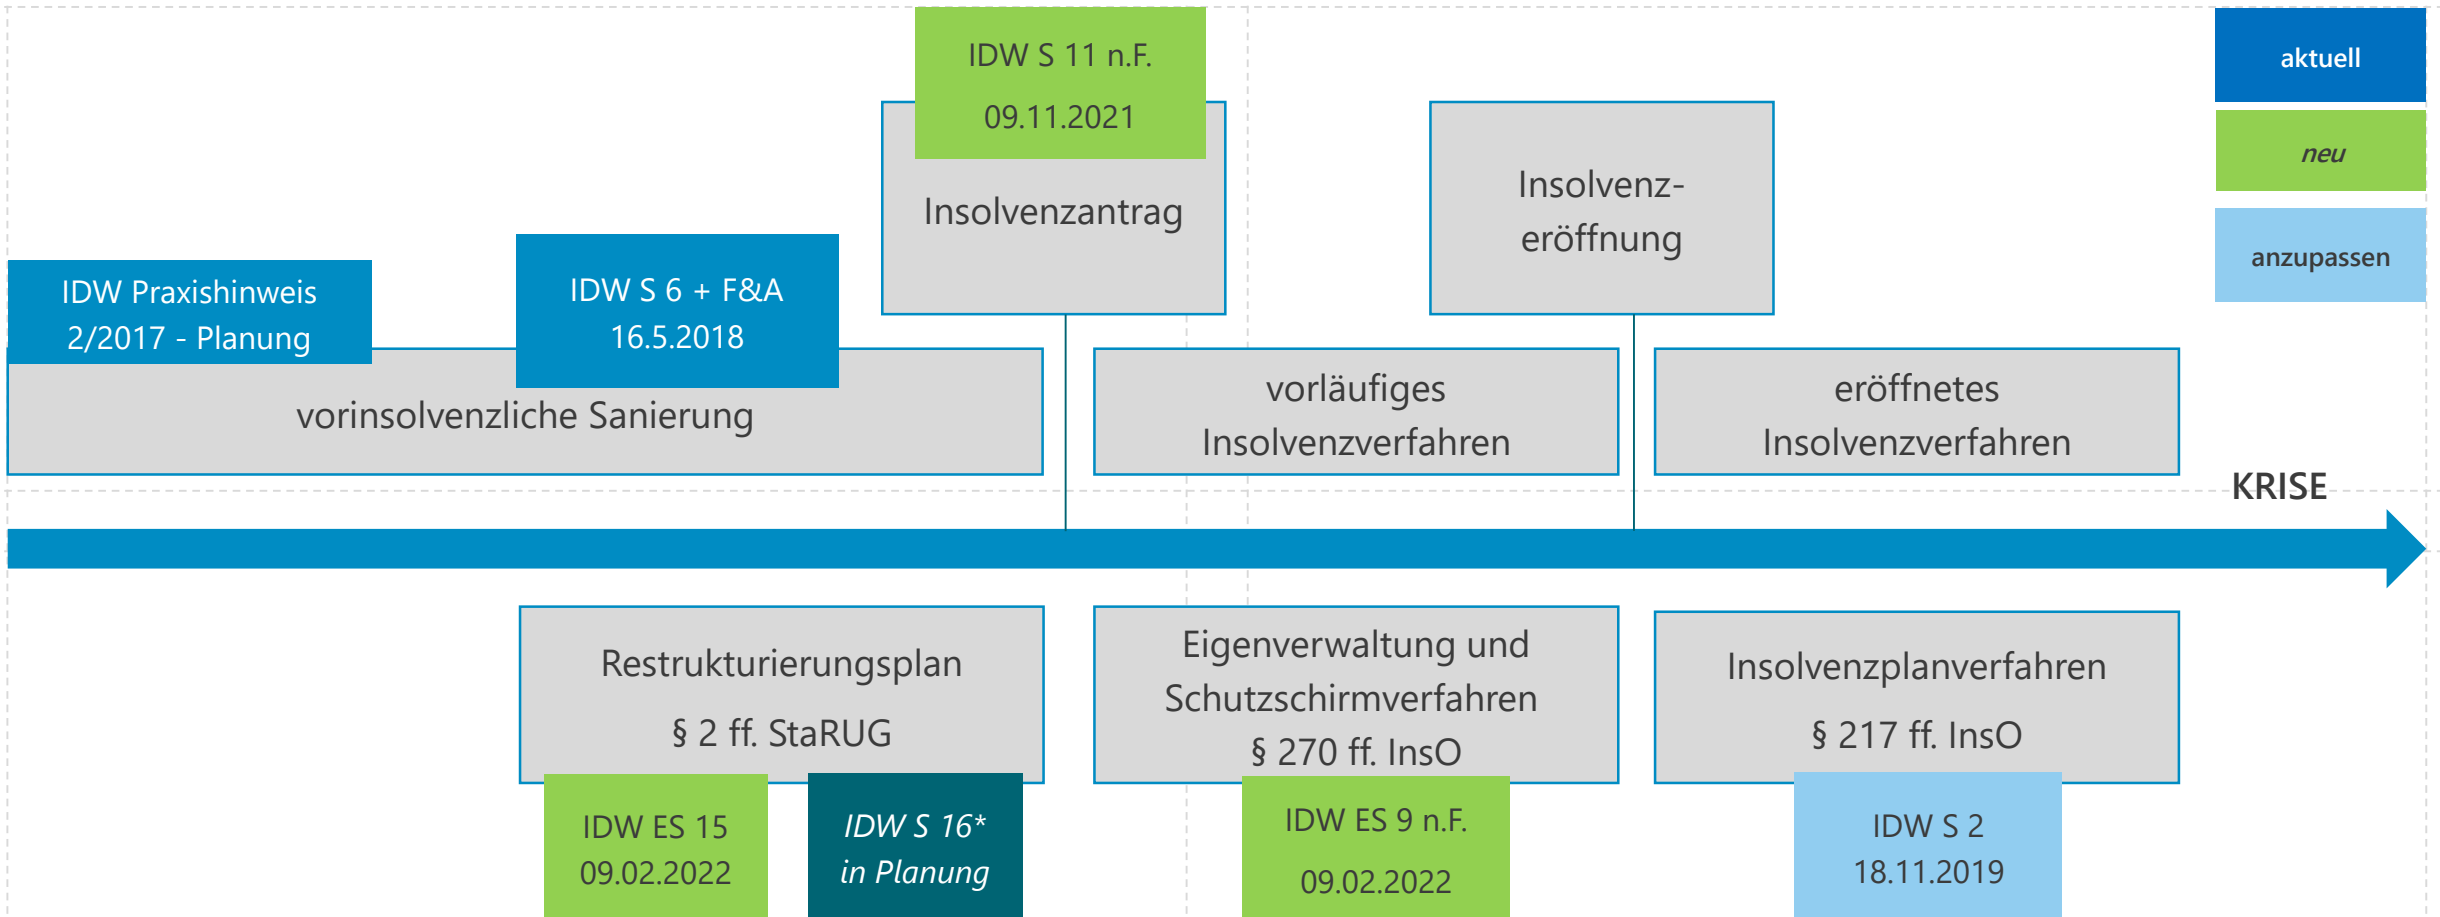 IDW S 11 n.F.
09.11.2021
Insolvenzantrag
Insolvenz-
eröffnung
aktuell
neu
anzupassen
IDW Praxishinweis
2/2017 - Planung
IDW S 6 + F&A
16.5.2018
vorinsolvenzliche Sanierung
vorläufiges
Insolvenzverfahren
eröffnetes
Insolvenzverfahren
KRISE
Restrukturierungsplan
§ 2 ff. StaRUG
IDW ES 15
09.02.2022
IDW S 16*
in Planung
Eigenverwaltung und
Schutzschirmverfahren
§ 270 ff. InsO
IDW ES 9 n.F.
09.02.2022
Insolvenzplanverfahren
§ 217 ff. InsO
IDW S 2
18.11.2019